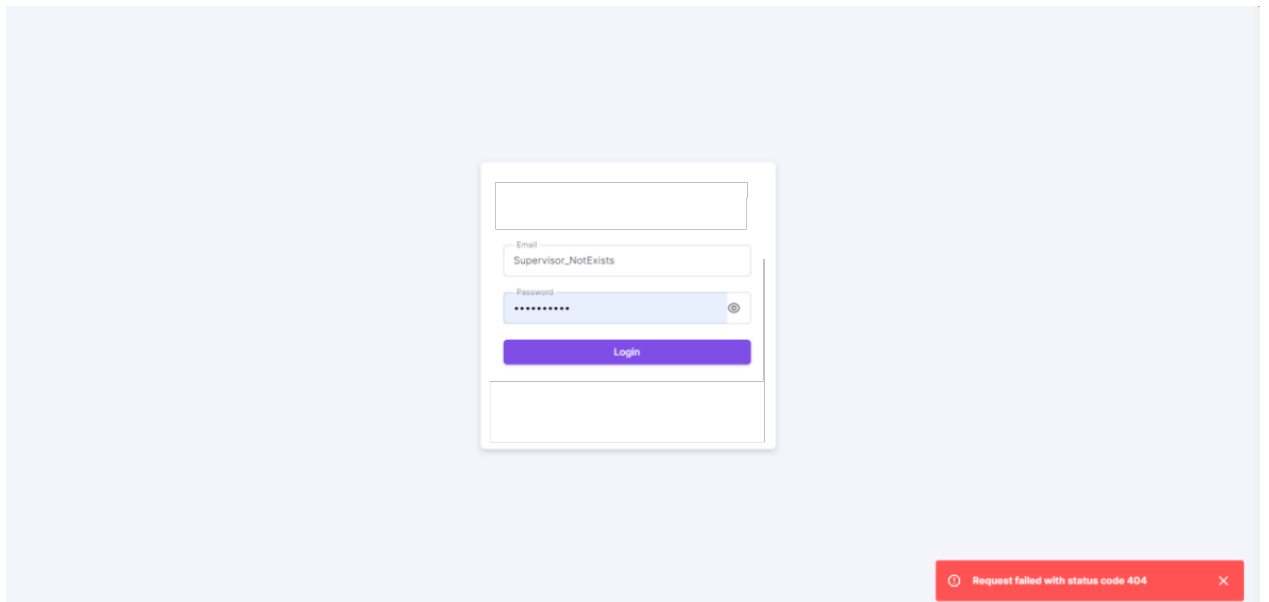 Email
Supervisor_NotExists
Password
••••••••••
Login
Request failed with status code 404